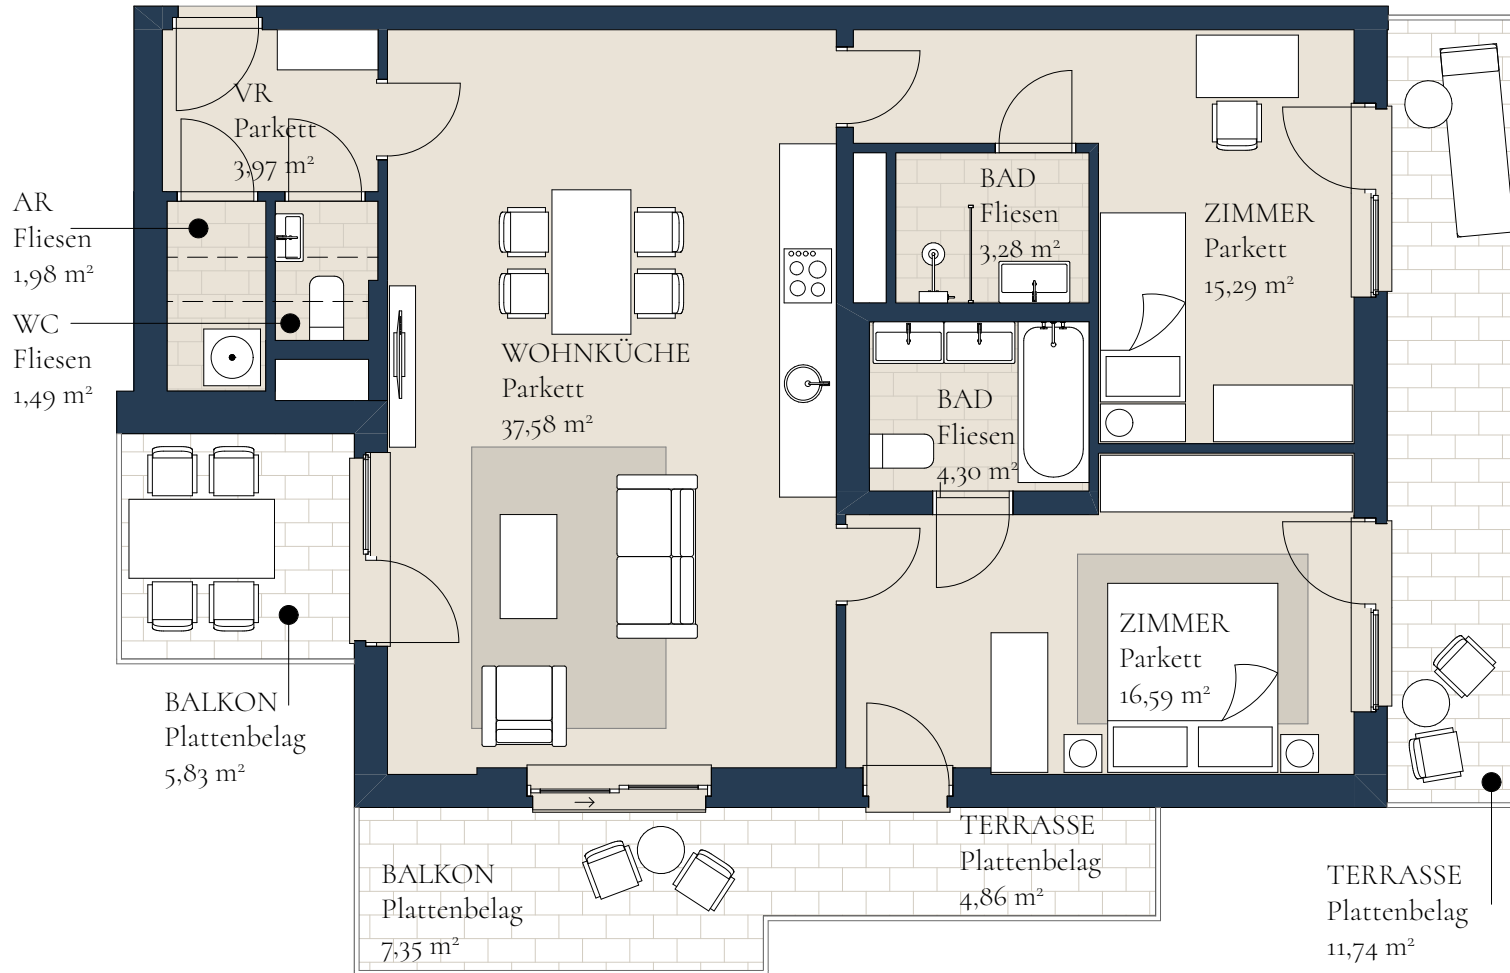 VR
Parkett
3,97 m²
AR
Fliesen
1,98 m²
WC
Fliesen
1,49 m²
WOHNKÜCHE
Parkett
37,58 m²
BAD
Fliesen
3,28 m²
ZIMMER
Parkett
15,29 m²
BAD
Fliesen
4,30 m²
ZIMMER
Parkett
16,59 m²
BALKON
Plattenbelag
5,83 m²
BALKON
Plattenbelag
7,35 m²
TERRASSE
Plattenbelag
4,86 m²
TERRASSE
Plattenbelag
11,74 m²